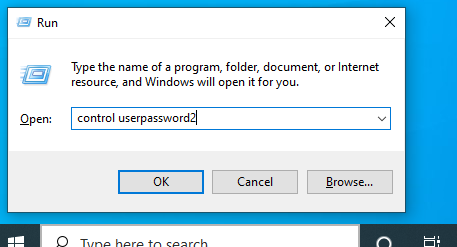 Run
Type the name of a program, folder, document, or Internet
resource, and Windows will open it for you.
Open: control userpassword2
OK Cancel Browse...
Type here to search